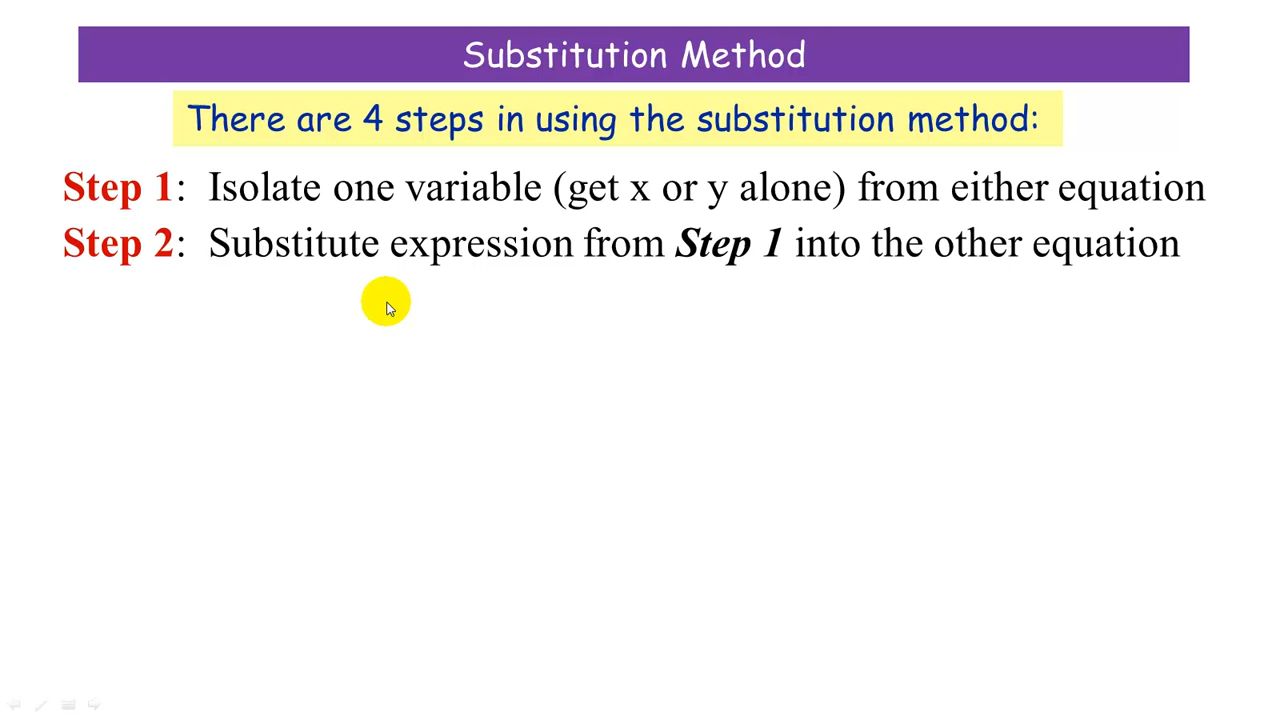 Substitution Method
There are 4 steps in using the substitution method:
Step 1: Isolate one variable (get x or y alone) from either equation
Step 2: Substitute expression from Step 1 into the other equation